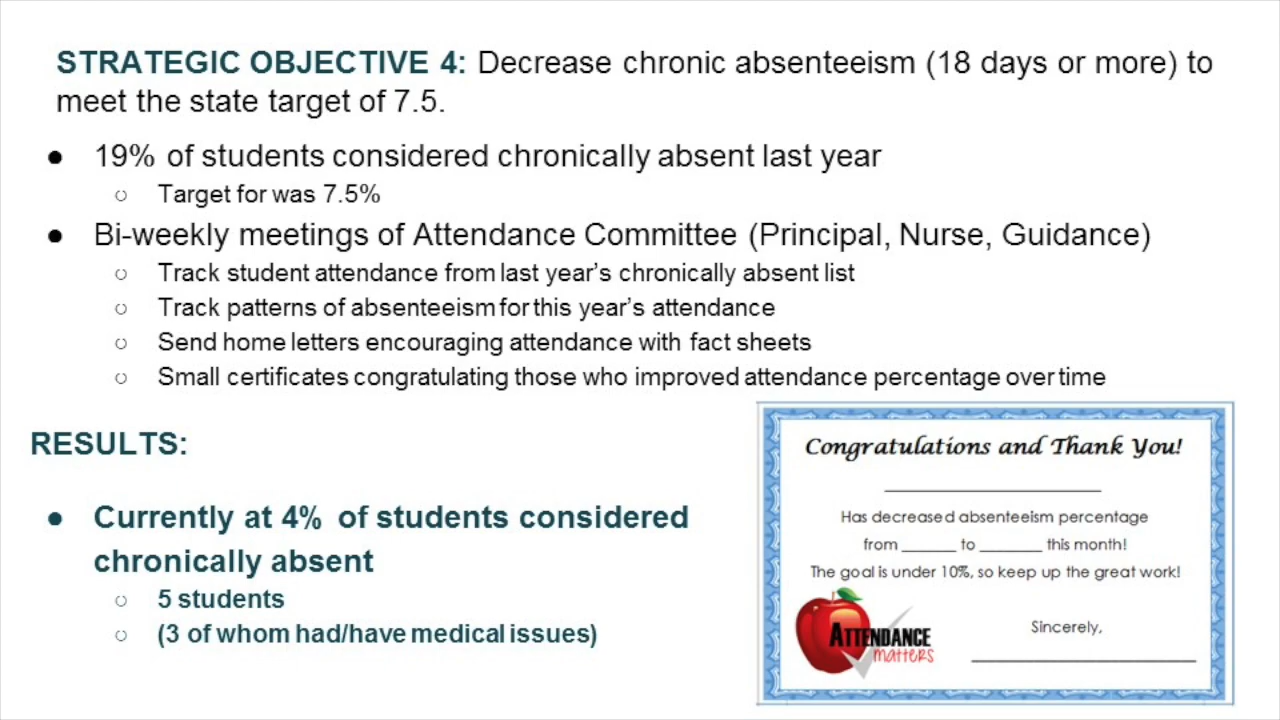 STRATEGIC OBJECTIVE 4: Decrease chronic absenteeism (18 days or more) to
meet the state target of 7.5.
● 19% of students considered chronically absent last year
○ Target for was 7.5%
● Bi-weekly meetings of Attendance Committee (Principal, Nurse, Guidance)
○ Track student attendance from last year's chronically absent list
○ Track patterns of absenteeism for this year's attendance
○ Send home letters encouraging attendance with fact sheets
○ Small certificates congratulating those who improved attendance percentage over time
RESULTS:
● Currently at 4% of students considered
chronically absent
○ 5 students
○ (3 of whom had/have medical issues)
Congratulations and Thank You!
Has decreased absenteeism percentage
from ______ to ______ this month!
The goal is under 10%, so keep up the great work!
ATTENDANCE
matters
Sincerely,